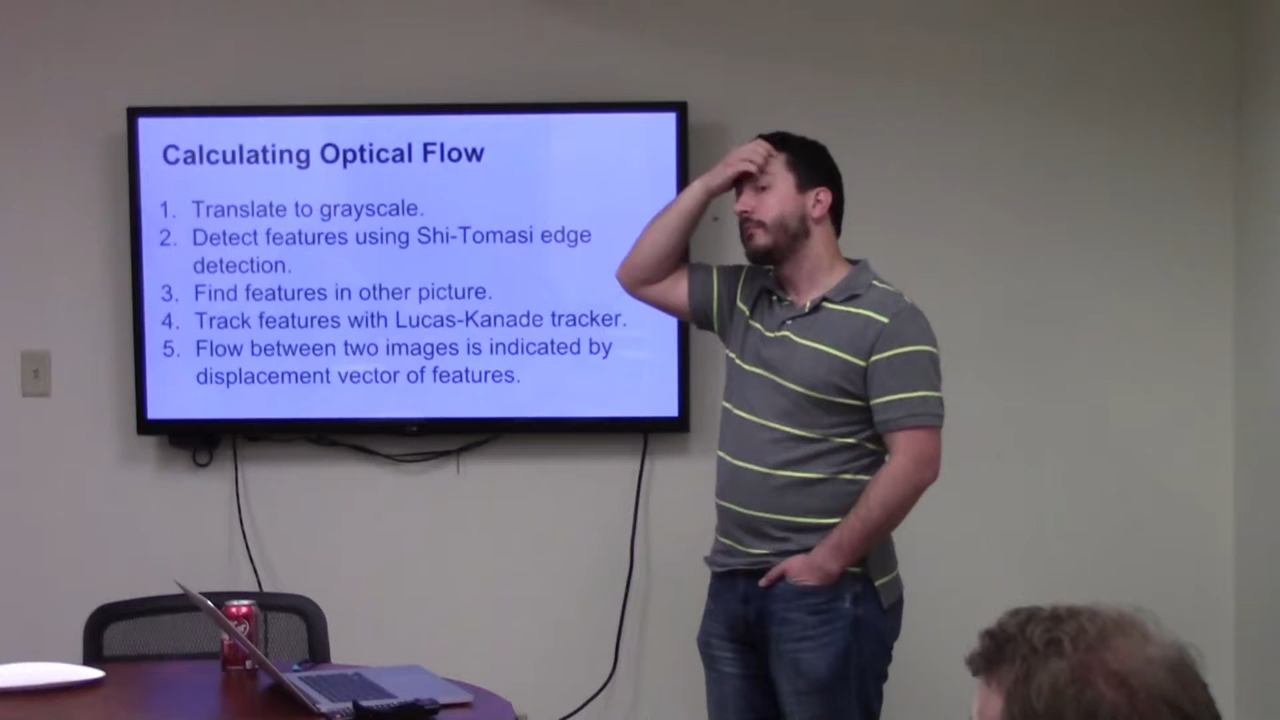 Calculating Optical Flow
1. Translate to grayscale.
2. Detect features using Shi-Tomasi edge
detection.
3. Find features in other picture.
4. Track features with Lucas-Kanade tracker.
5. Flow between two images is indicated by
displacement vector of features.